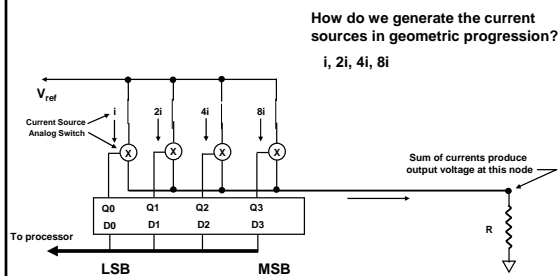 How do we generate the current
sources in geometric progression?
i, 2i, 4i, 8i
Vref
i 2i 4i 8i
Current Source
Analog Switch
X X X X
Sum of currents produce
output voltage at this node
Q0 Q1 Q2 Q3
D0 D1 D2 D3
R
To processor
LSB MSB